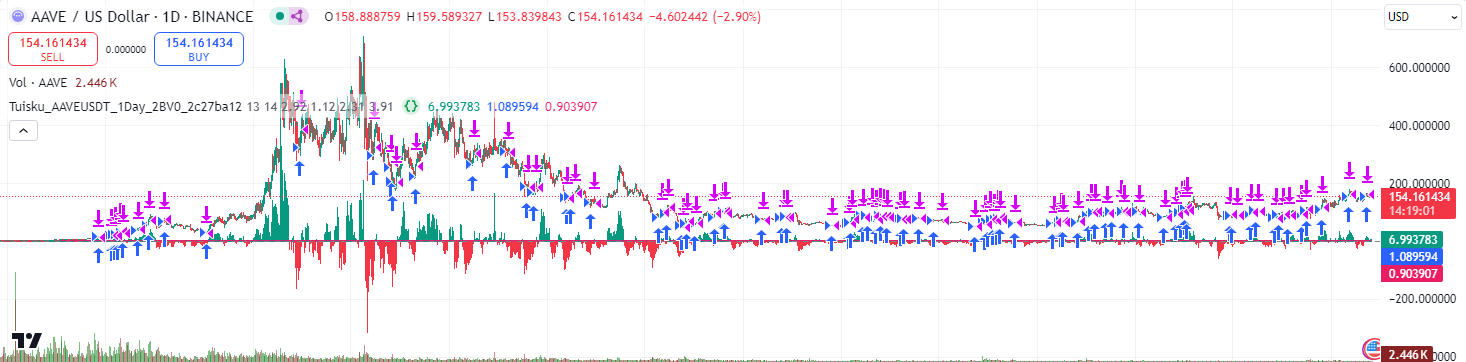 AAVE / US Dollar · 1D · BINANCE O158.888759 H159.589327 L153.839843 C154.161434 −4.602442 (−2.90%)
USD
154.161434
SELL
0.000000
154.161434
BUY
Vol · AAVE 2.446 K
Tuisku_AAVEUSDT_1Day_2BV0_2c27ba12 13 14 2.92 1.12 2.31 3.91 {} 6.993783 1.089594 0.903907
600.000000
400.000000
200.000000
154.161434
14:19:01
6.993783
1.089594
0.903907
−200.000000
2.446 K